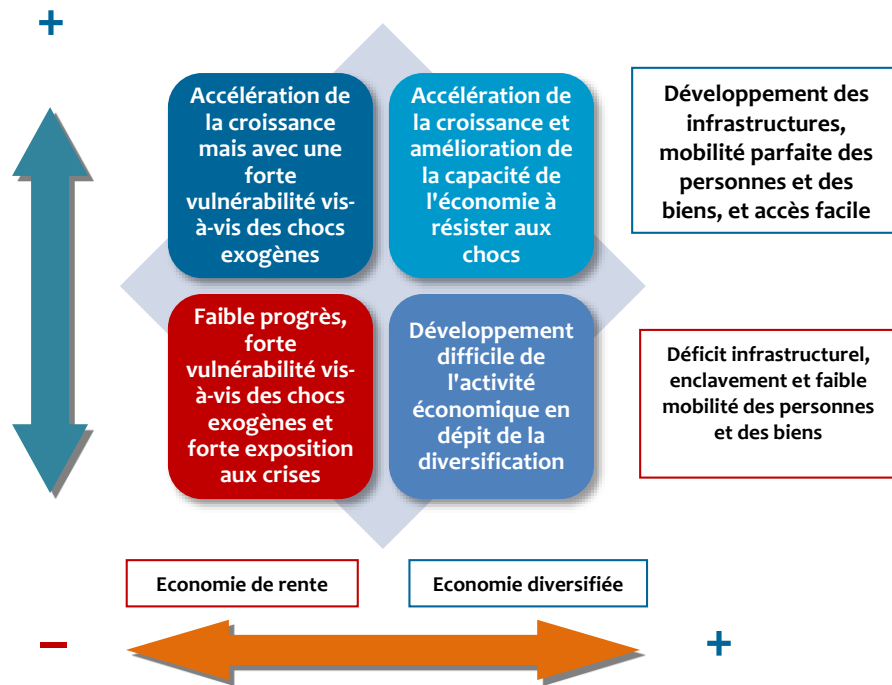 +
Accélération de
la croissance
mais avec une
forte
vulnérabilité vis-
à-vis des chocs
exogènes
Accélération de
la croissance et
amélioration de
la capacité de
l'économie à
résister aux
chocs
Développement des
infrastructures,
mobilité parfaite des
personnes et des
biens, et accès facile
Faible progrès,
forte
vulnérabilité vis-
à-vis des chocs
exogènes et
forte exposition
aux crises
Développement
difficile de
l'activité
économique en
dépit de la
diversification
Déficit infrastructurel,
enclavement et faible
mobilité des personnes
et des biens
Economie de rente
Economie diversifiée
–
+